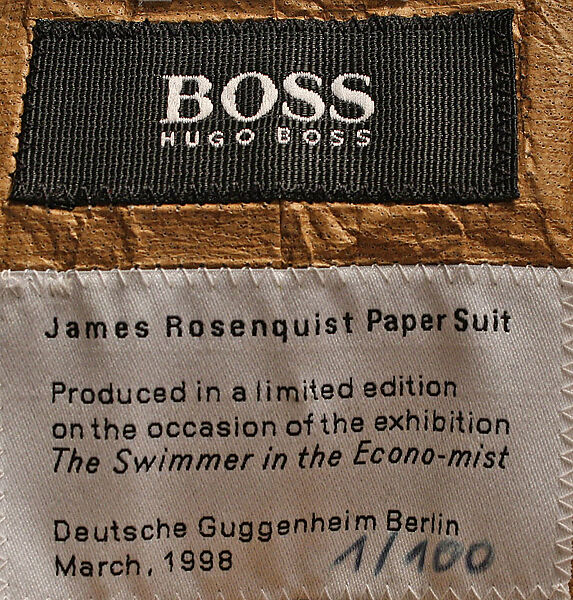 BOSS
HUGO BOSS
James Rosenquist Paper Suit
Produced in a limited edition
on the occasion of the exhibition
The Swimmer in the Econo-mist
Deutsche Guggenheim Berlin
March, 1998 1/100